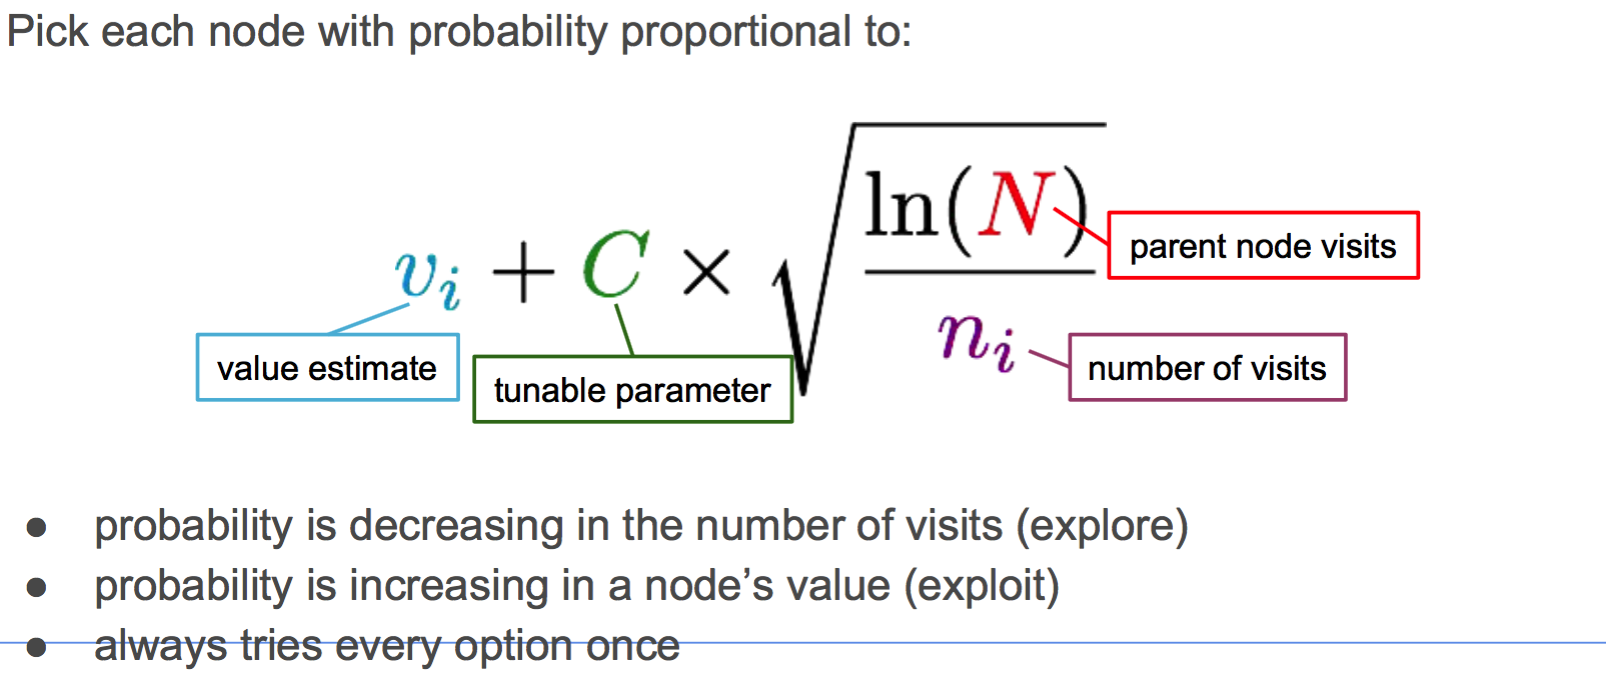 Pick each node with probability proportional to:
v_i + C × √(ln(N) / n_i)
parent node visits
value estimate
tunable parameter
number of visits
● probability is decreasing in the number of visits (explore)
● probability is increasing in a node’s value (exploit)
● always tries every option once